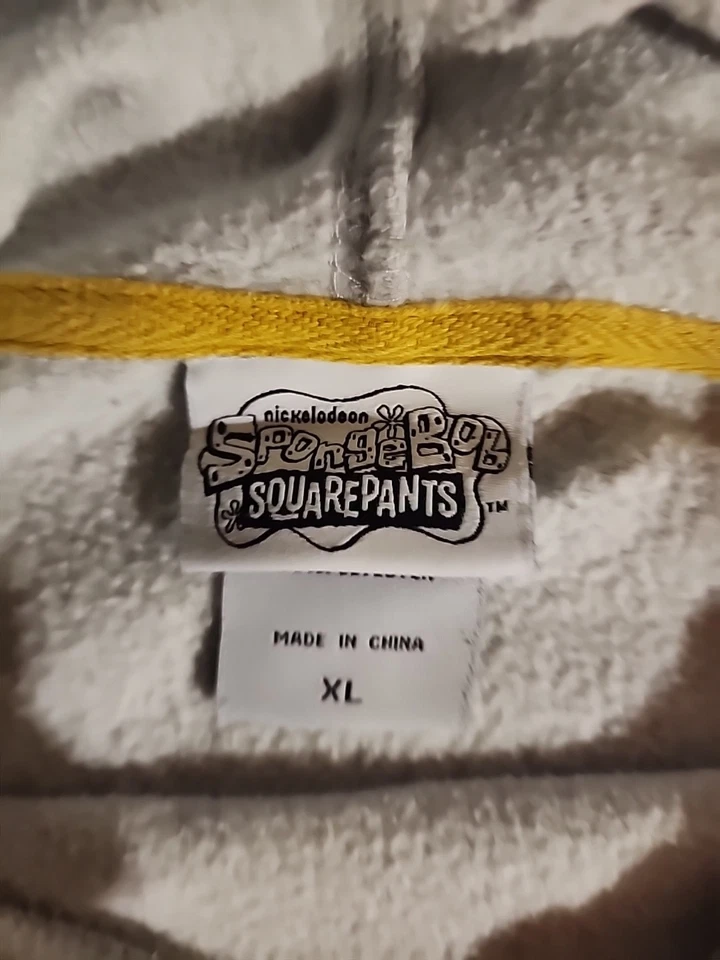 nickelodeon
SPongeBob
SQUAREPANTS
TM
MADE IN CHINA
XL